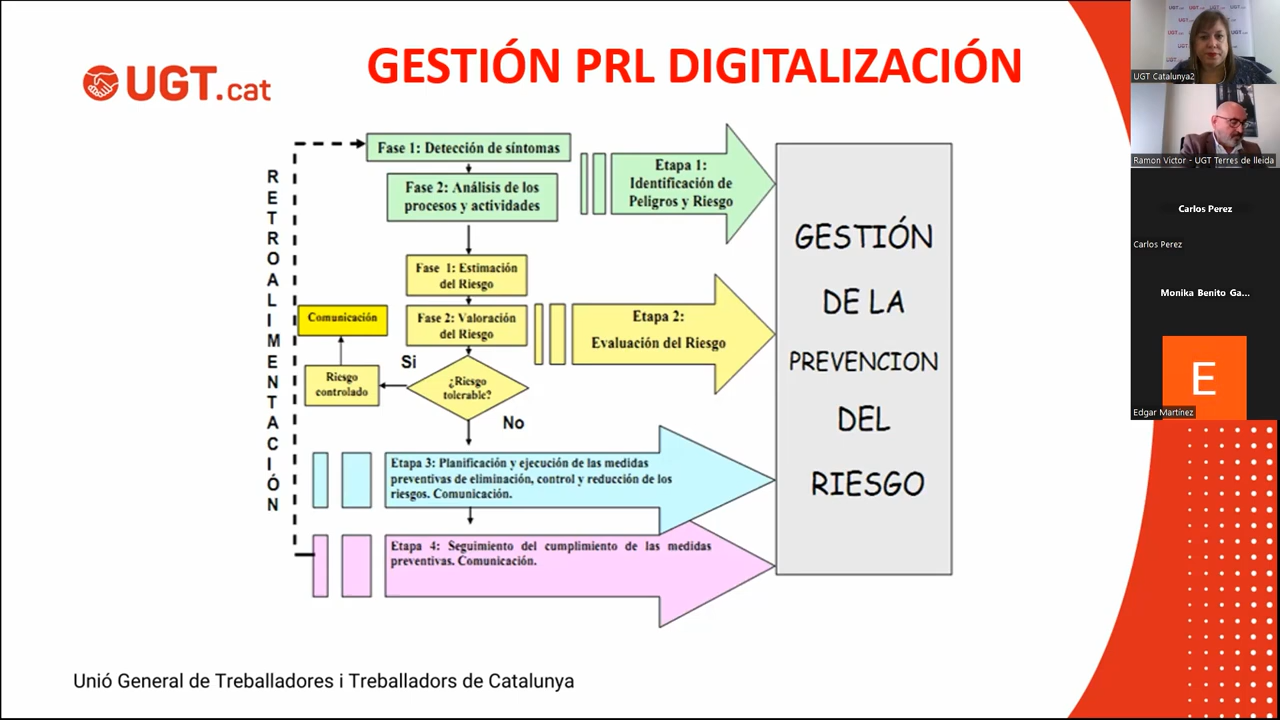 UGT.cat
GESTIÓN PRL DIGITALIZACIÓN
RETROALIMENTACIÓN
Fase 1: Detección de síntomas
Fase 2: Análisis de los
procesos y actividades
Etapa 1:
Identificación de
Peligros y Riesgo
Fase 1: Estimación
del Riesgo
Fase 2: Valoración
del Riesgo
Comunicación
Etapa 2:
Evaluación del Riesgo
Si
Riesgo
controlado
¿Riesgo
tolerable?
No
Etapa 3: Planificación y ejecución de las medidas
preventivas de eliminación, control y reducción de los
riesgos. Comunicación.
Etapa 4: Seguimiento del cumplimiento de las medidas
preventivas. Comunicación.
GESTIÓN
DE LA
PREVENCION
DEL
RIESGO
Unió General de Treballadores i Treballadors de Catalunya
UGT Catalunya2
Ramon Víctor - UGT Terres de lleida
Carlos Perez
Carlos Perez
Monika Benito Ga...
E
Edgar Martínez